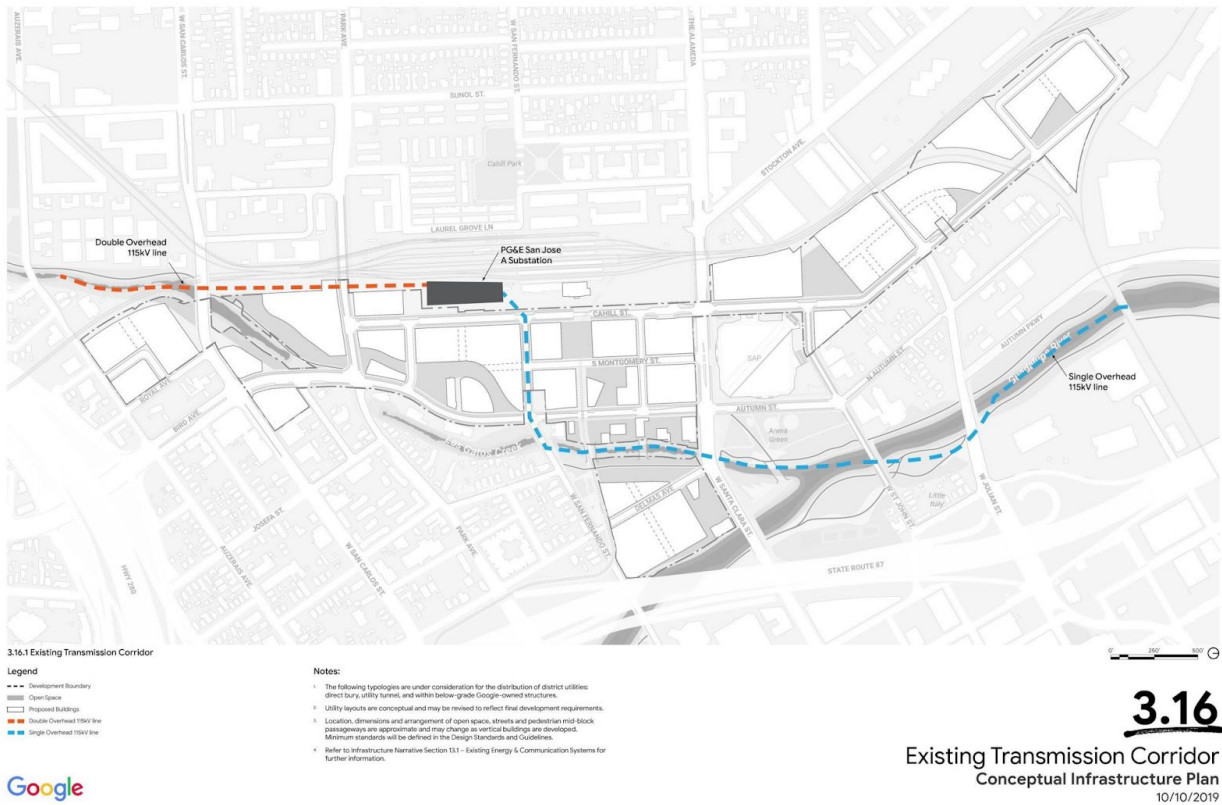 AUZERAIS AVE.
W SAN CARLOS ST.
PARK AVE.
W SAN FERNANDO ST.
THE ALAMEDA
SUNOL ST.
Cahill Park
STOCKTON AVE.
LAUREL GROVE LN
Double Overhead
115kV line
PG&E San Jose
A Substation
CAHILL ST.
AUTUMN PKWY
S MONTGOMERY ST.
SAP
N AUTUMN ST.
Single Overhead
115kV line
ROYAL AVE.
BIRD AVE.
AUTUMN ST.
Arena
Green
Los Gatos Creek
DELMAS AVE.
W SANTA CLARA ST.
W ST JOHN ST.
Little
Italy
W JULIAN ST.
JOSEFA ST.
W SAN FERNANDO ST.
PARK AVE.
AUZERAIS AVE.
W SAN CARLOS ST.
HWY 280
STATE ROUTE 87
3.16.1 Existing Transmission Corridor
Legend
Development Boundary
Open Space
Proposed Buildings
Double Overhead 115kV line
Single Overhead 115kV line
Notes:
1. The following typologies are under consideration for the distribution of district utilities:
direct bury, utility tunnel, and within below-grade Google-owned structures.
2. Utility layouts are conceptual and may be revised to reflect final development requirements.
3. Location, dimensions and arrangement of open space, streets and pedestrian mid-block
passageways are approximate and may change as vertical buildings are developed.
Minimum standards will be defined in the Design Standards and Guidelines.
4. Refer to Infrastructure Narrative Section 13.1 – Existing Energy & Communication Systems for
further information.
0' 250' 500'
3.16
Existing Transmission Corridor
Conceptual Infrastructure Plan
10/10/2019
Google